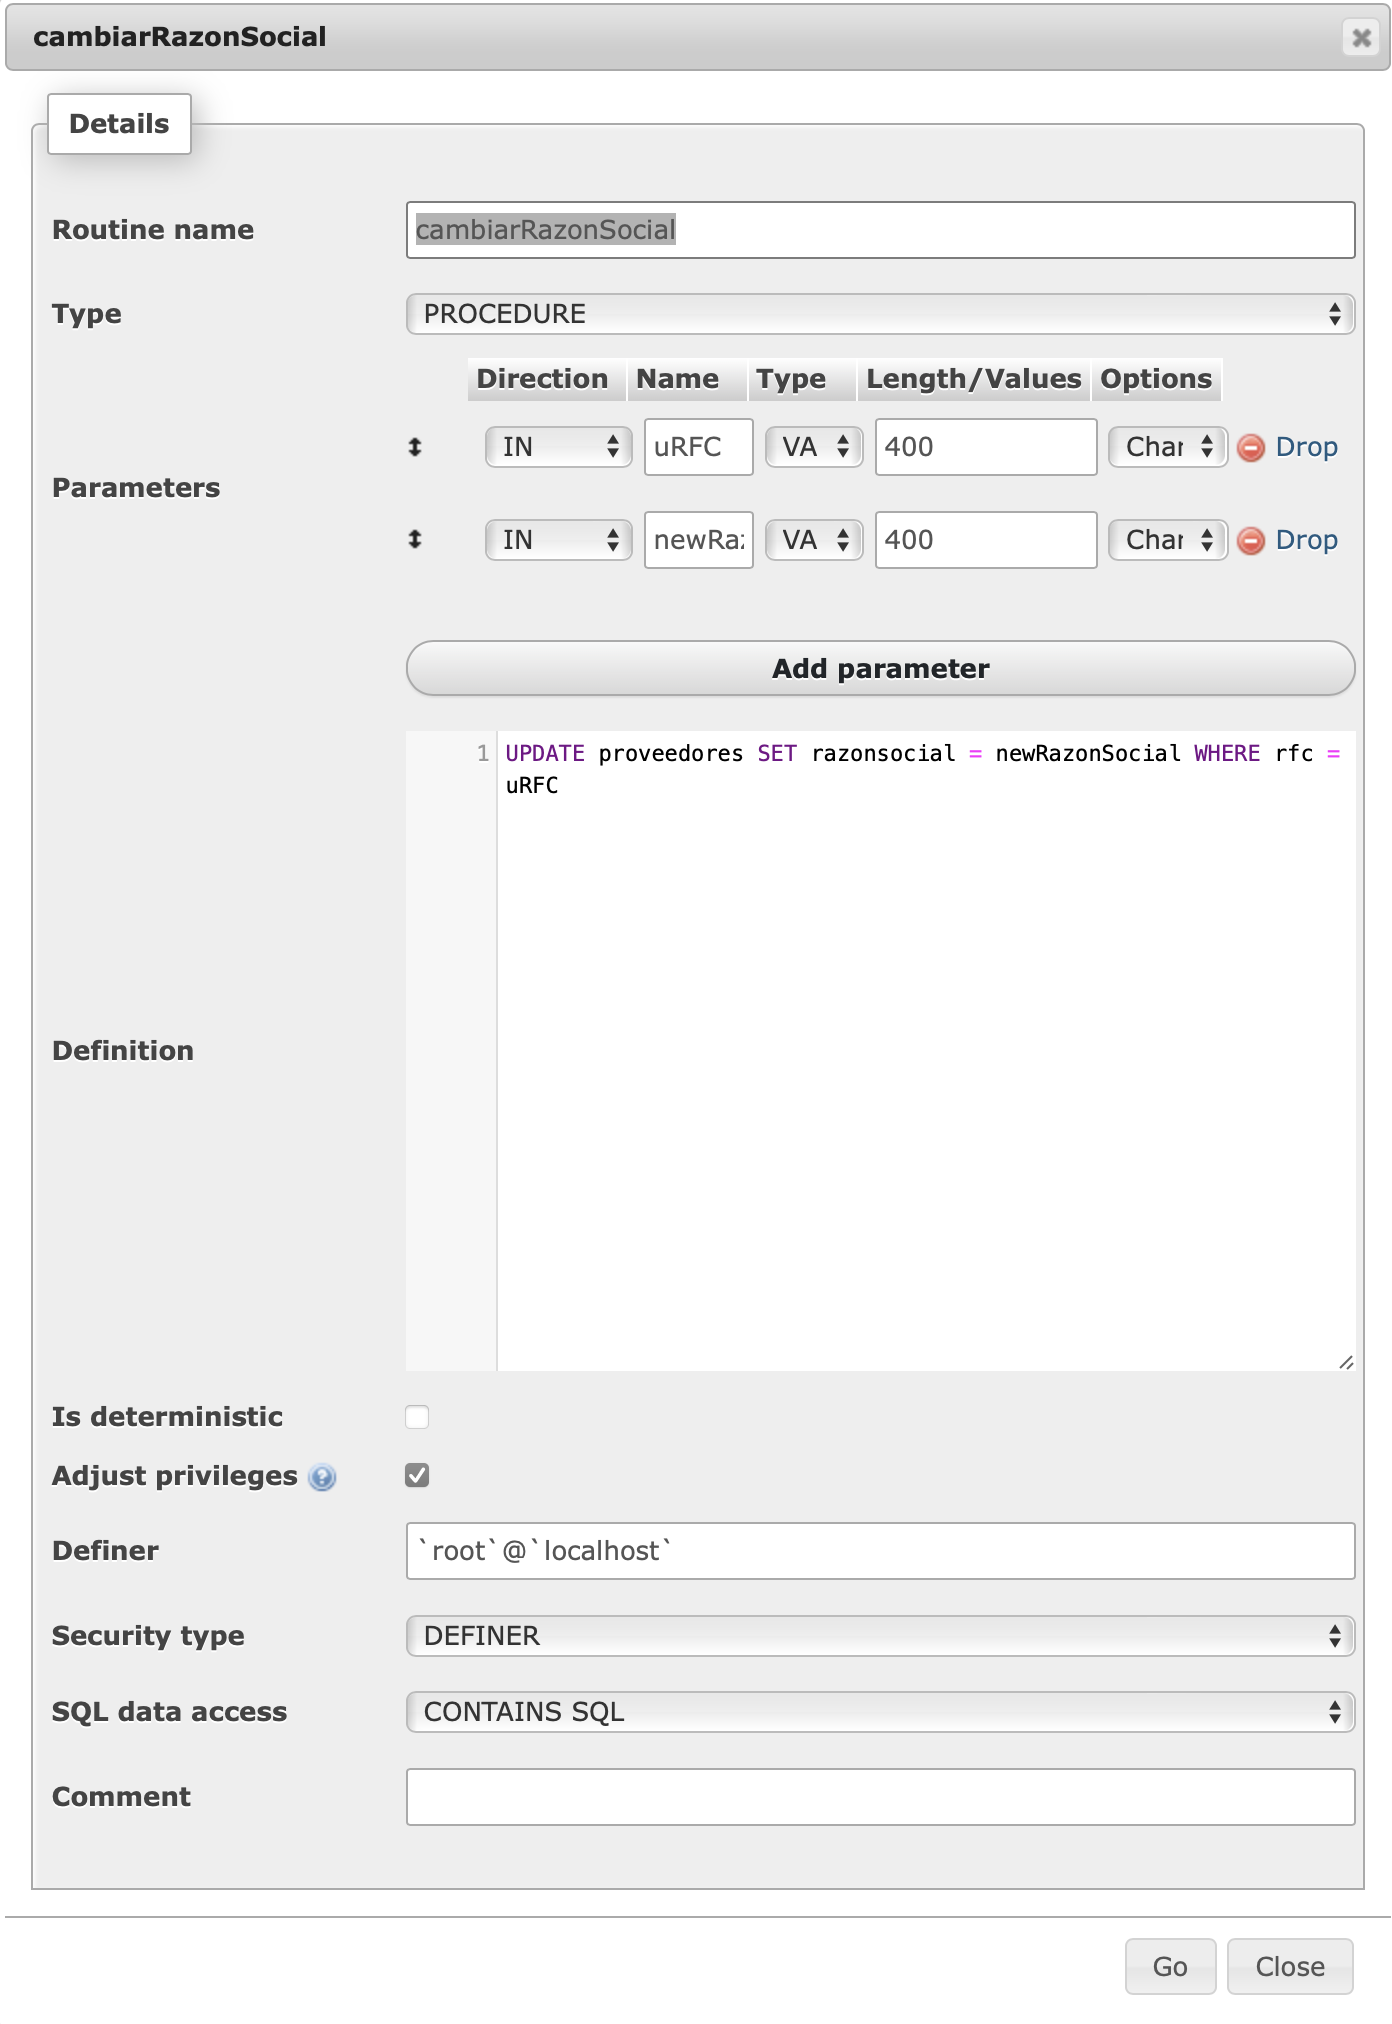 cambiarRazonSocial
Details
Routine name
cambiarRazonSocial
Type
PROCEDURE
Direction Name Type Length/Values Options
Parameters
IN uRFC VA 400 Char Drop
IN newRaz VA 400 Char Drop
Add parameter
Definition
1 UPDATE proveedores SET razonsocial = newRazonSocial WHERE rfc =
uRFC
Is deterministic
Adjust privileges
Definer
`root`@`localhost`
Security type
DEFINER
SQL data access
CONTAINS SQL
Comment
Go Close